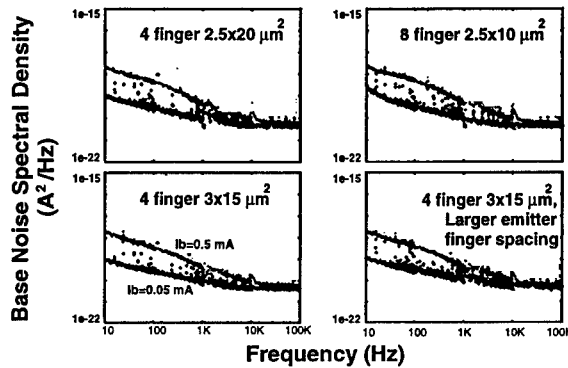 Base Noise Spectral Density
(A²/Hz)
1e-15
4 finger 2.5x20 µm²
1e-22
1e-15
8 finger 2.5x10 µm²
1e-22
1e-15
4 finger 3x15 µm²
Ib=0.5 mA
Ib=0.05 mA
1e-22
10 100 1K 10K 100K
1e-15
4 finger 3x15 µm²,
Larger emitter
finger spacing
1e-22
10 100 1K 10K 100K
Frequency (Hz)